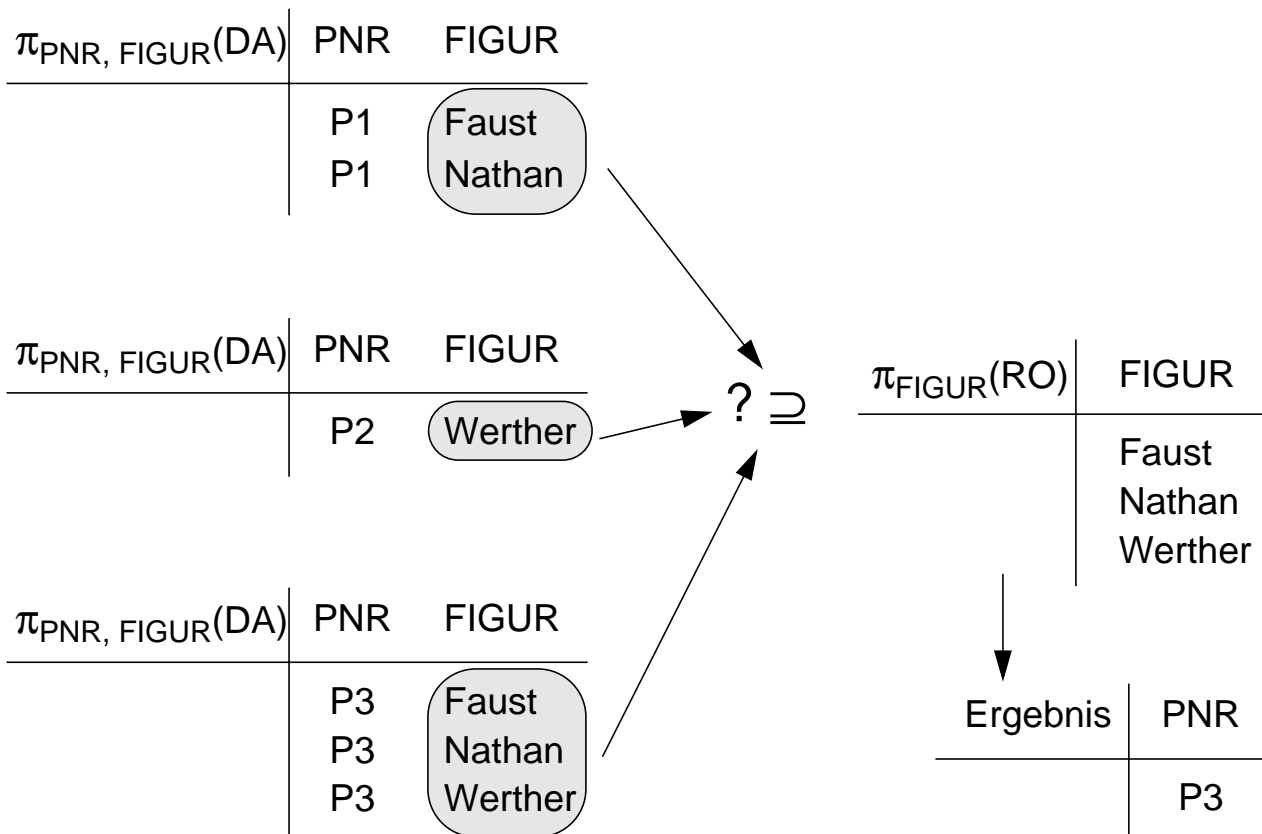 πPNR, FIGUR(DA) PNR FIGUR
P1 Faust
P1 Nathan
πPNR, FIGUR(DA) PNR FIGUR
P2 Werther
πPNR, FIGUR(DA) PNR FIGUR
P3 Faust
P3 Nathan
P3 Werther
? ⊇
πFIGUR(RO) FIGUR
Faust
Nathan
Werther
Ergebnis PNR
P3